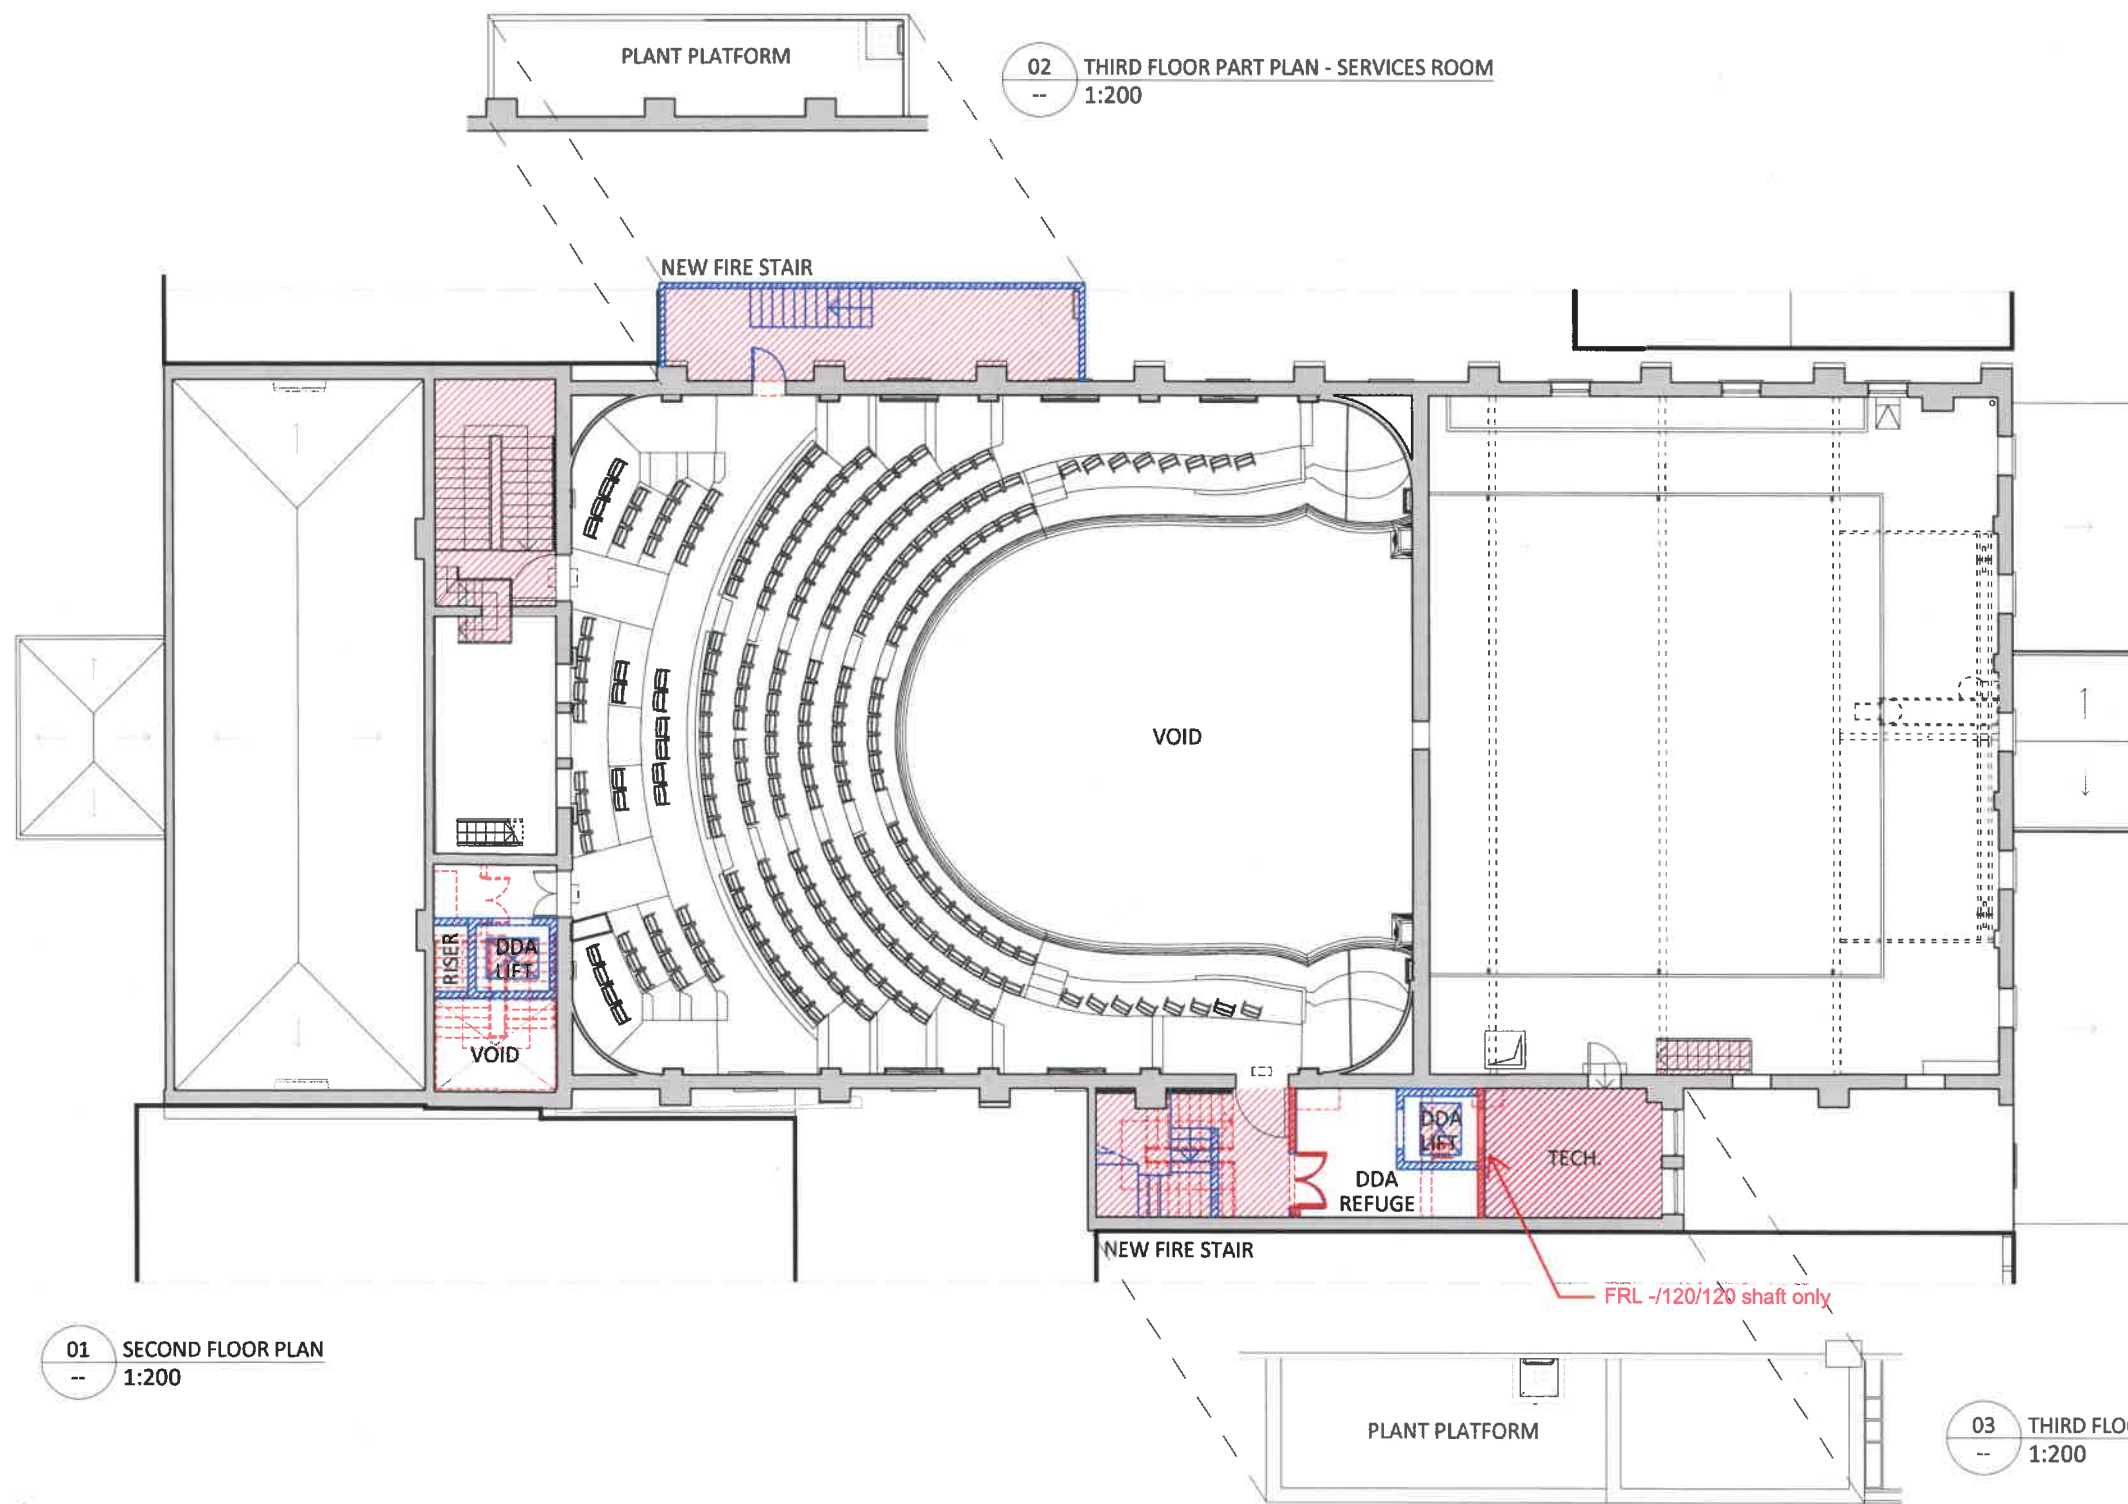 PLANT PLATFORM
02 THIRD FLOOR PART PLAN - SERVICES ROOM
-- 1:200
NEW FIRE STAIR
VOID
RISER
DDA
LIFT
VOID
DDA
LIFT
TECH.
DDA
REFUGE
NEW FIRE STAIR
FRL -/120/120 shaft only
01 SECOND FLOOR PLAN
-- 1:200
PLANT PLATFORM
03 THIRD FLOO
-- 1:200